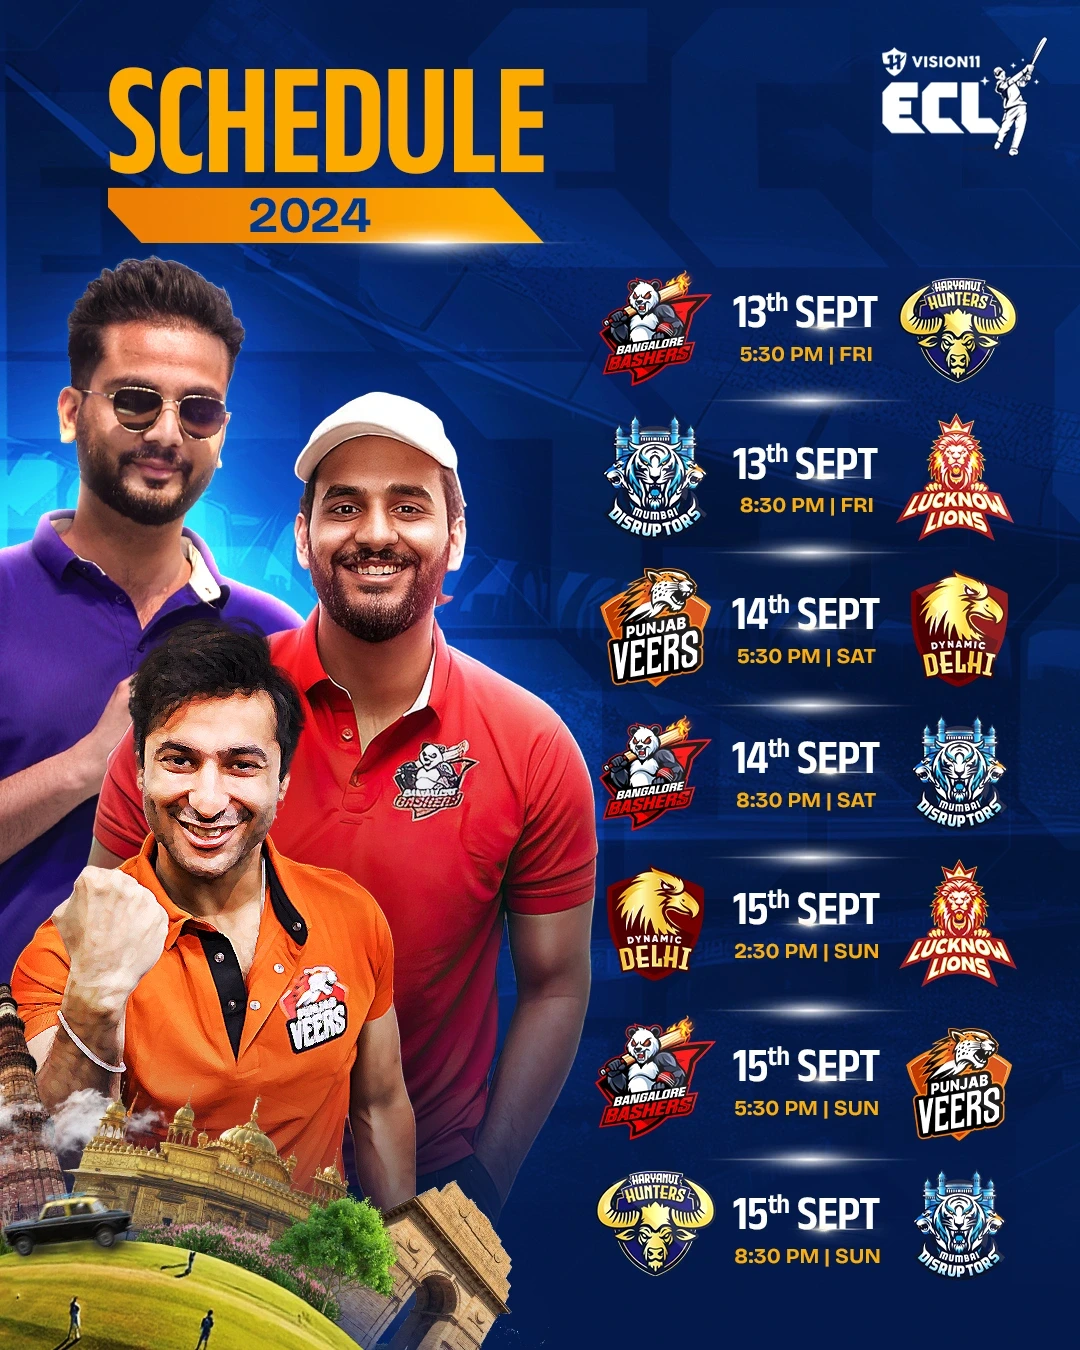 SCHEDULE
2024
VISION11
ECL
BANGALORE
BASHERS
13th SEPT
5:30 PM | FRI
HARYANVI
HUNTERS
MUMBAI
DISRUPTORS
13th SEPT
8:30 PM | FRI
LUCKNOW
LIONS
PUNJAB
VEERS
14th SEPT
5:30 PM | SAT
DYNAMIC
DELHI
BANGALORE
BASHERS
14th SEPT
8:30 PM | SAT
MUMBAI
DISRUPTORS
DYNAMIC
DELHI
15th SEPT
2:30 PM | SUN
LUCKNOW
LIONS
BANGALORE
BASHERS
15th SEPT
5:30 PM | SUN
PUNJAB
VEERS
HARYANVI
HUNTERS
15th SEPT
8:30 PM | SUN
MUMBAI
DISRUPTORS
BANGALORE
BASHERS
PUNJAB
VEERS